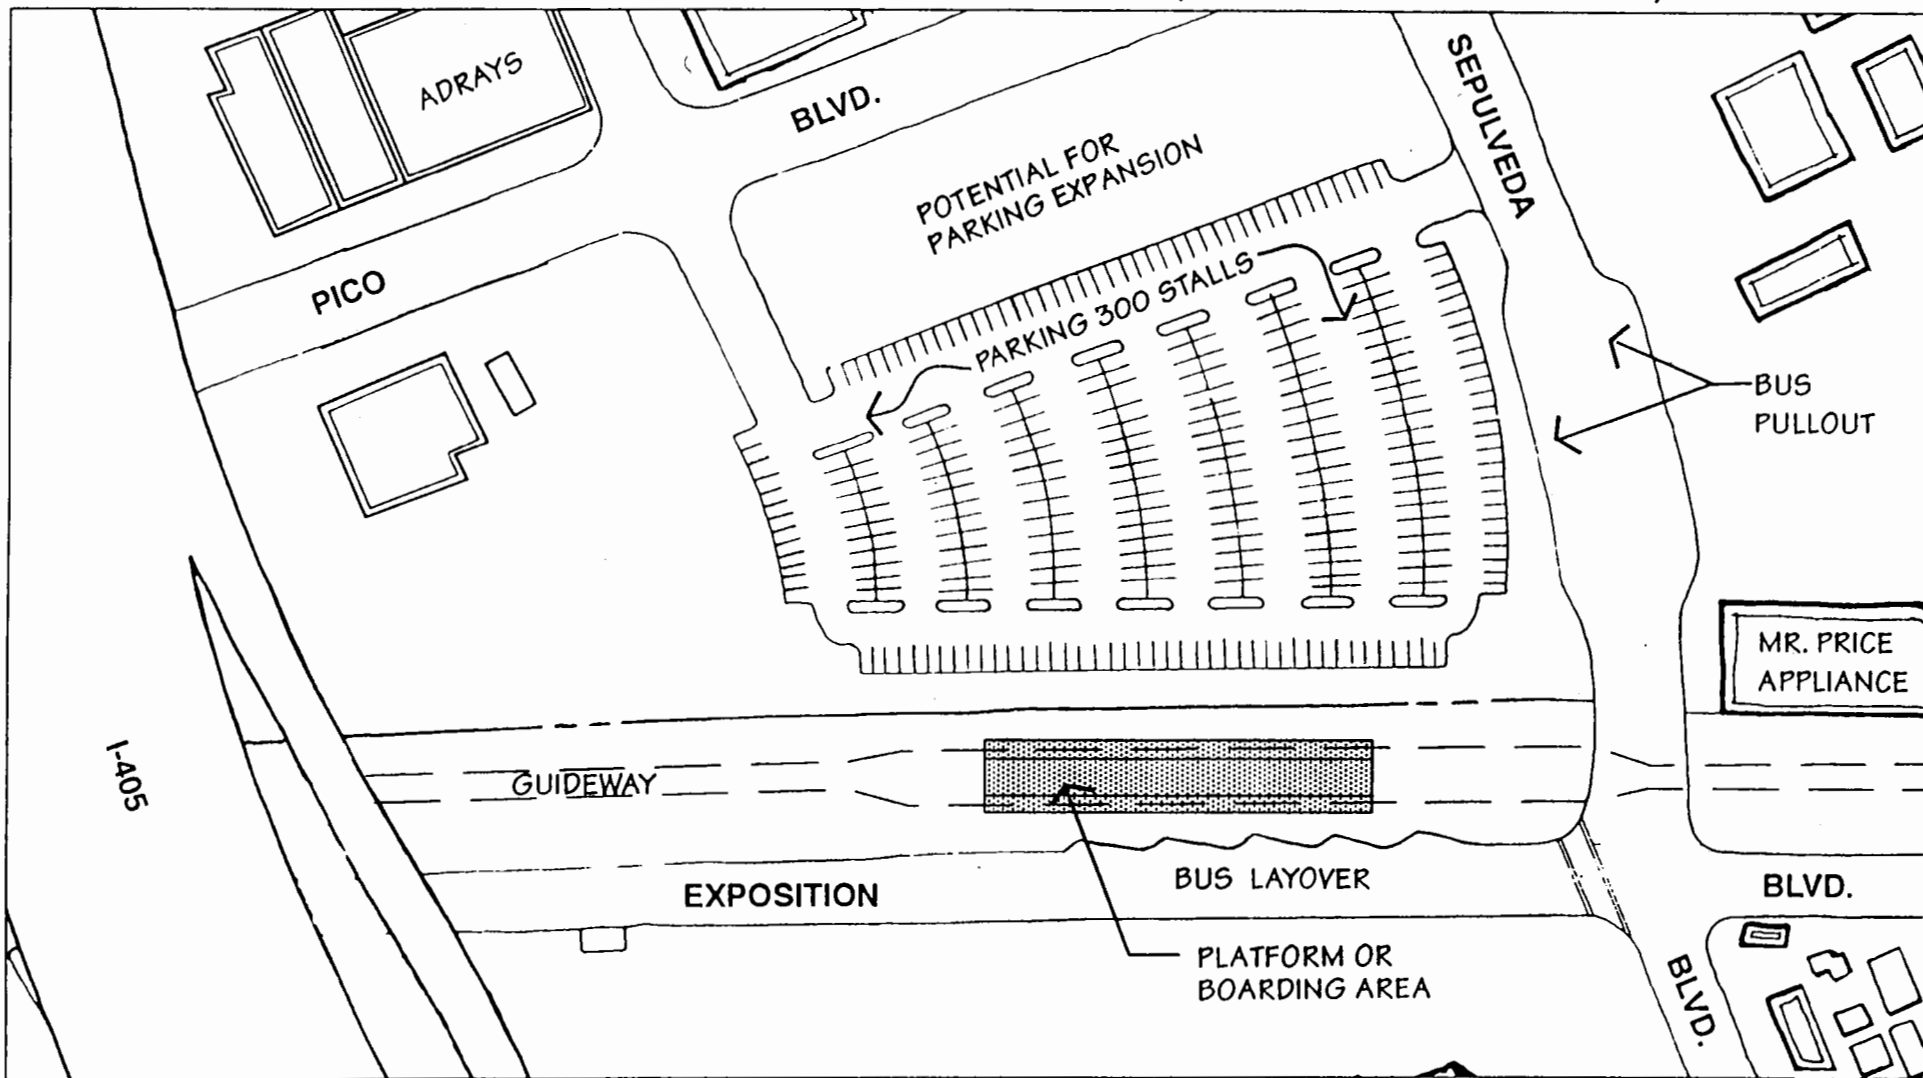 ADRAYS
BLVD.
SEPULVEDA
POTENTIAL FOR
PARKING EXPANSION
PICO
PARKING 300 STALLS
BUS
PULLOUT
MR. PRICE
APPLIANCE
I-405
GUIDEWAY
EXPOSITION
BUS LAYOVER
BLVD.
PLATFORM OR
BOARDING AREA
BLVD.